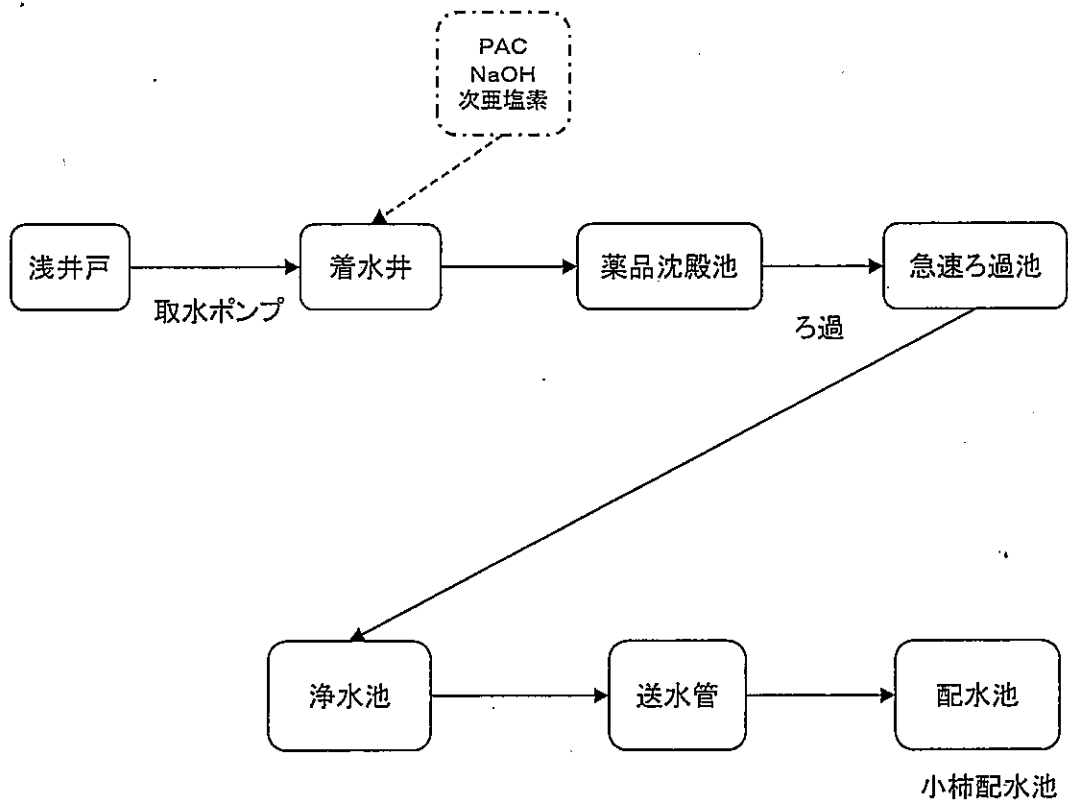 PAC
NaOH
次亜塩素
浅井戸
取水ポンプ
着水井
薬品沈殿池
ろ過
急速ろ過池
浄水池
送水管
配水池
小柿配水池